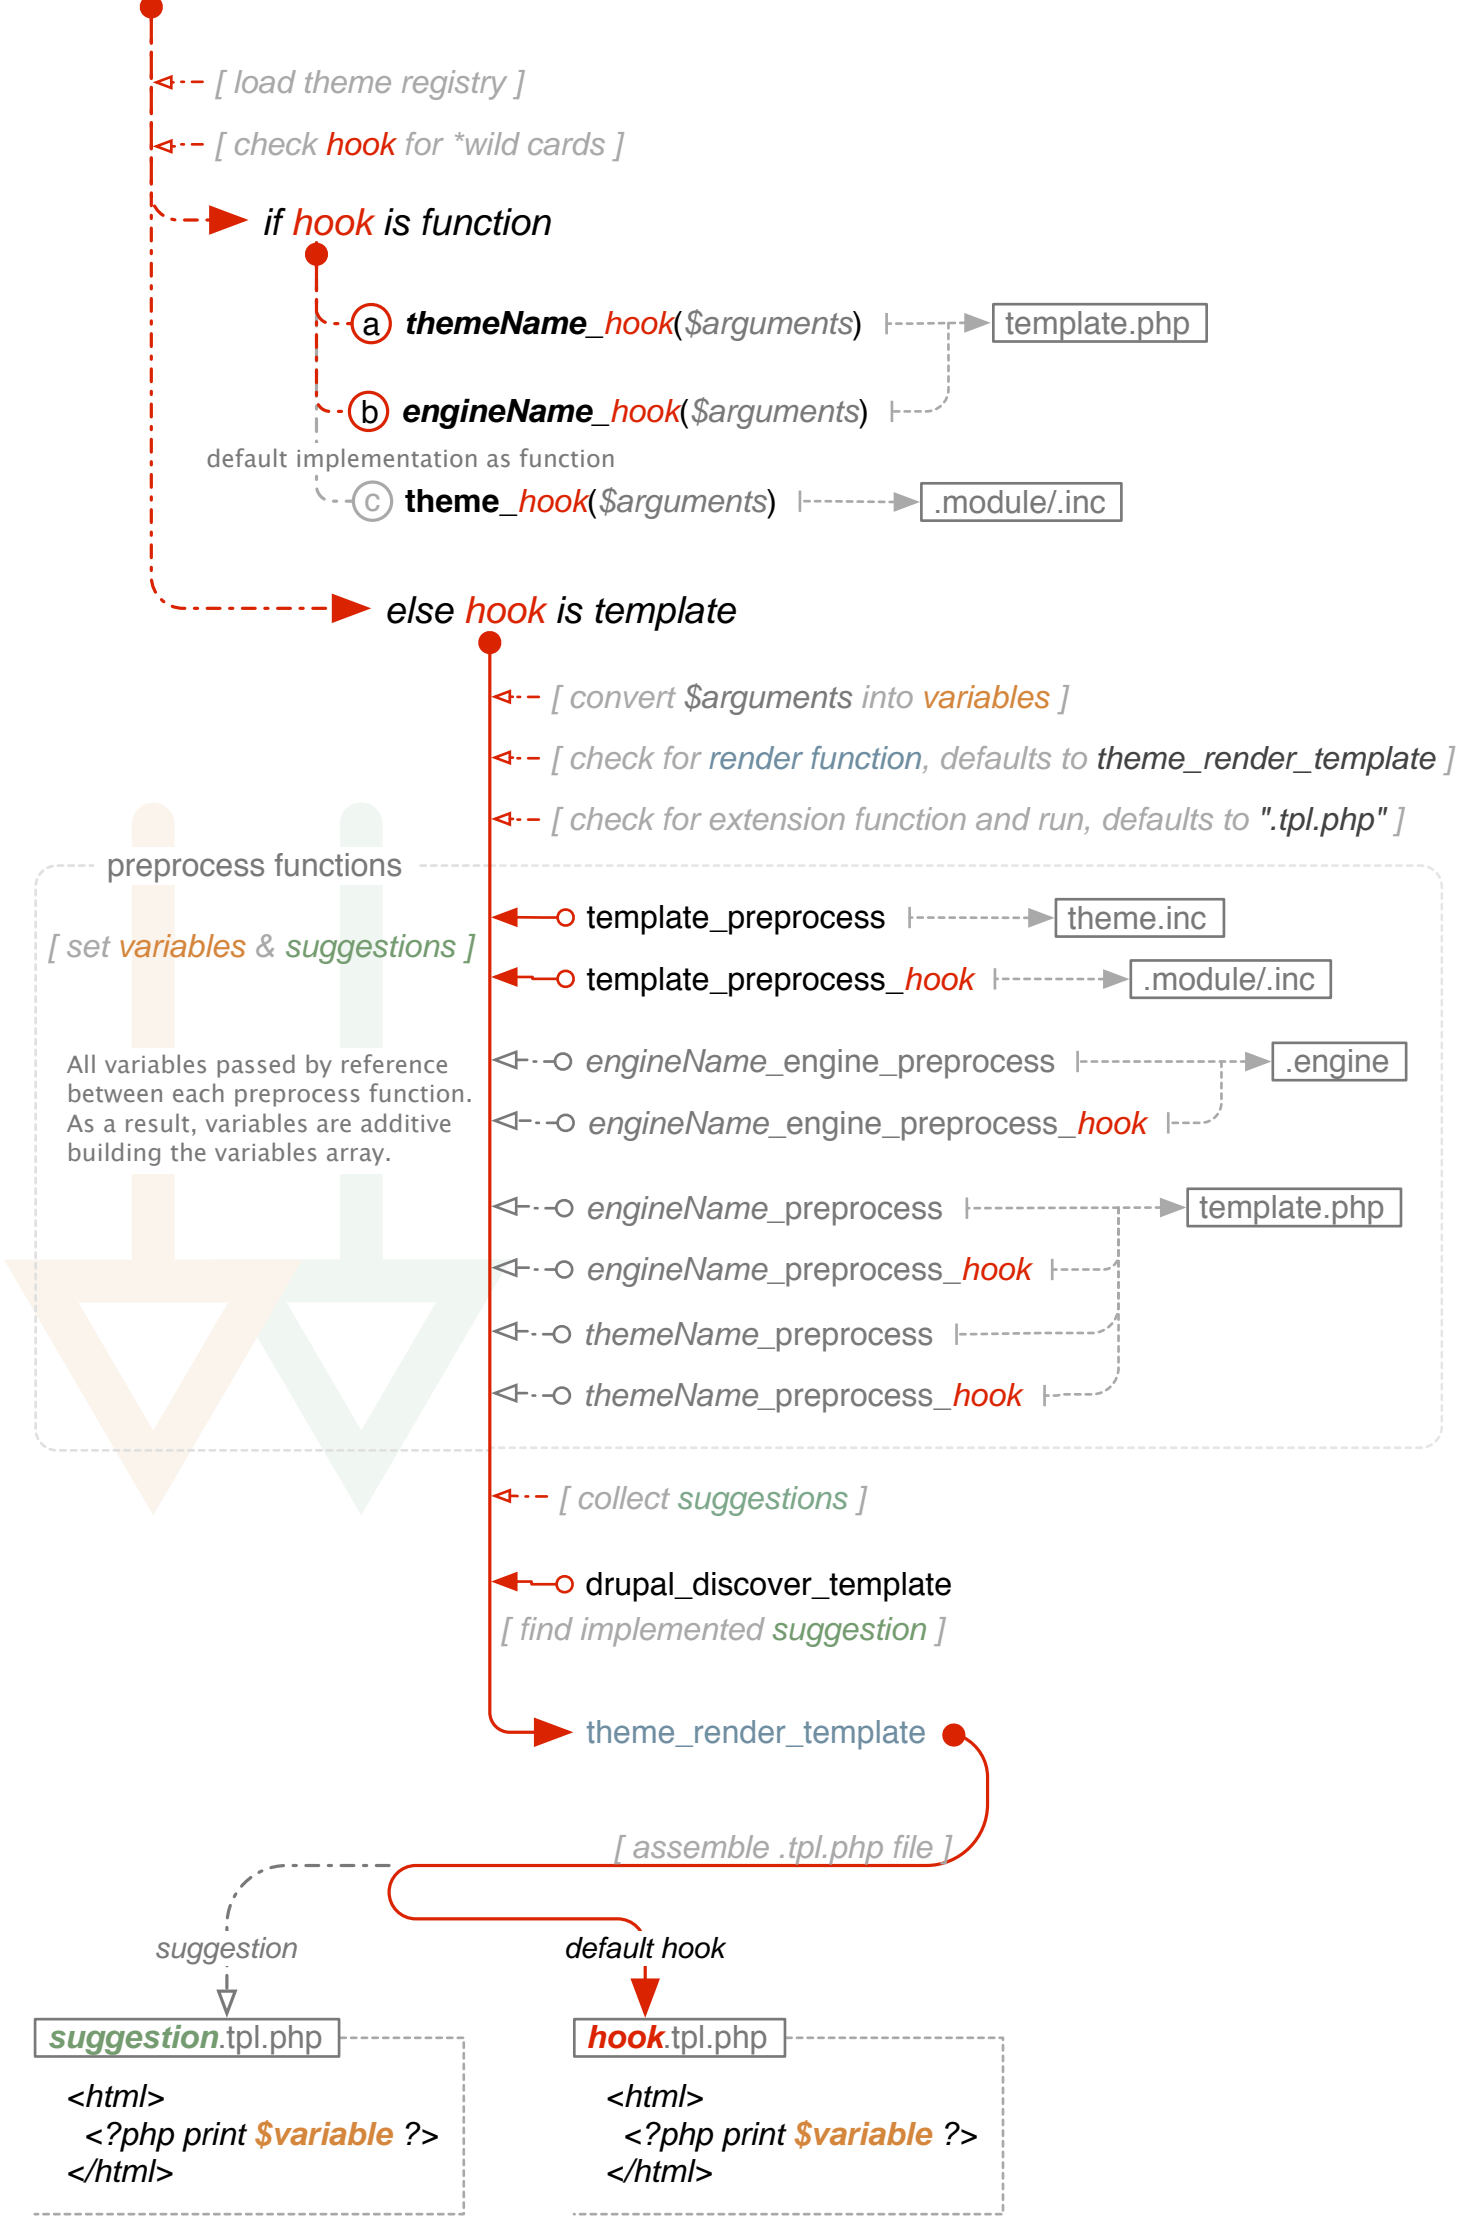 [ load theme registry ]
[ check hook for *wild cards ]
if hook is function
a themeName_hook($arguments) template.php
b engineName_hook($arguments)
default implementation as function
c theme_hook($arguments) .module/.inc
else hook is template
[ convert $arguments into variables ]
[ check for render function, defaults to theme_render_template ]
[ check for extension function and run, defaults to ".tpl.php" ]
preprocess functions
template_preprocess theme.inc
[ set variables & suggestions ]
template_preprocess_hook .module/.inc
All variables passed by reference
between each preprocess function.
As a result, variables are additive
building the variables array.
engineName_engine_preprocess .engine
engineName_engine_preprocess_hook
engineName_preprocess template.php
engineName_preprocess_hook
themeName_preprocess
themeName_preprocess_hook
[ collect suggestions ]
drupal_discover_template
[ find implemented suggestion ]
theme_render_template
[ assemble .tpl.php file ]
suggestion
default hook
suggestion.tpl.php
<html>
<?php print $variable ?>
</html>
hook.tpl.php
<html>
<?php print $variable ?>
</html>